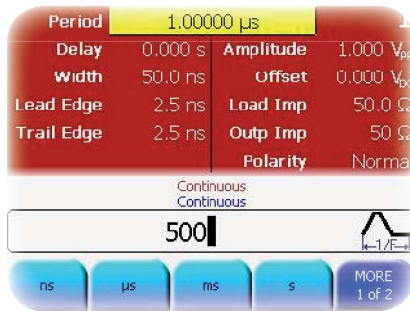 Period 1.00000 µs
Delay 0.000 s Amplitude 1.000 Vpp
Width 50.0 ns Offset 0.000 VDC
Lead Edge 2.5 ns Load Imp 50.0 Ω
Trail Edge 2.5 ns Outp Imp 50 Ω
Polarity Norma
Continuous
Continuous
500
1/F
ns µs ms s MORE
1 of 2